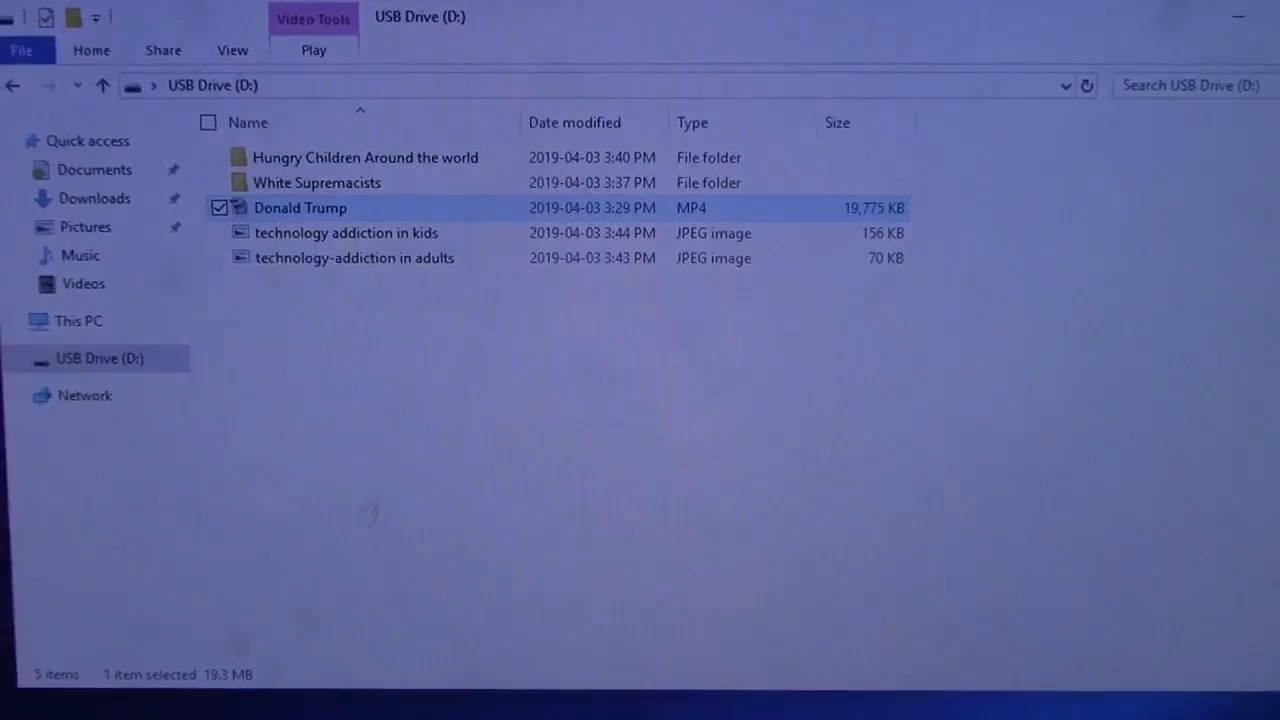 Video Tools USB Drive (D:)
File Home Share View Play
USB Drive (D:) Search USB Drive (D:)
Name Date modified Type Size
Quick access
Documents
Downloads
Pictures
Music
Videos
This PC
USB Drive (D:)
Network
Hungry Children Around the world 2019-04-03 3:40 PM File folder
White Supremacists 2019-04-03 3:37 PM File folder
Donald Trump 2019-04-03 3:29 PM MP4 19,775 KB
technology addiction in kids 2019-04-03 3:44 PM JPEG image 156 KB
technology-addiction in adults 2019-04-03 3:43 PM JPEG image 70 KB
5 items 1 item selected 19.3 MB